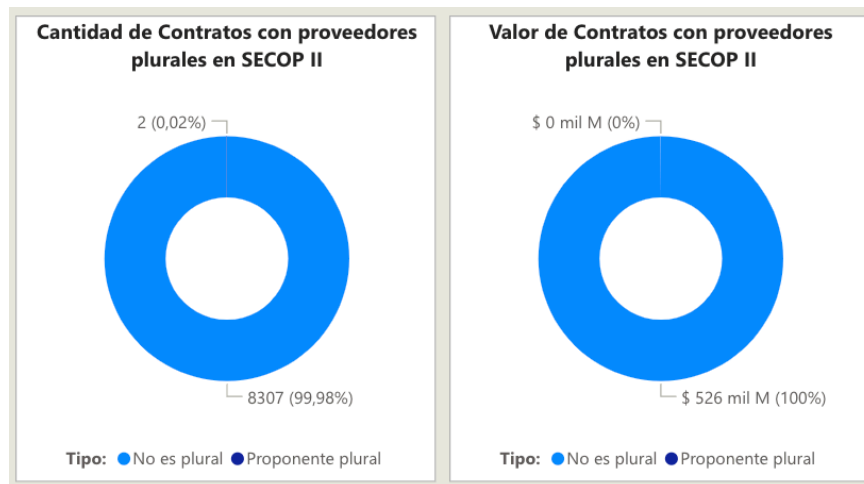 Cantidad de Contratos con proveedores
plurales en SECOP II
2 (0,02%)
8307 (99,98%)
Tipo: No es plural Proponente plural
Valor de Contratos con proveedores
plurales en SECOP II
$ 0 mil M (0%)
$ 526 mil M (100%)
Tipo: No es plural Proponente plural